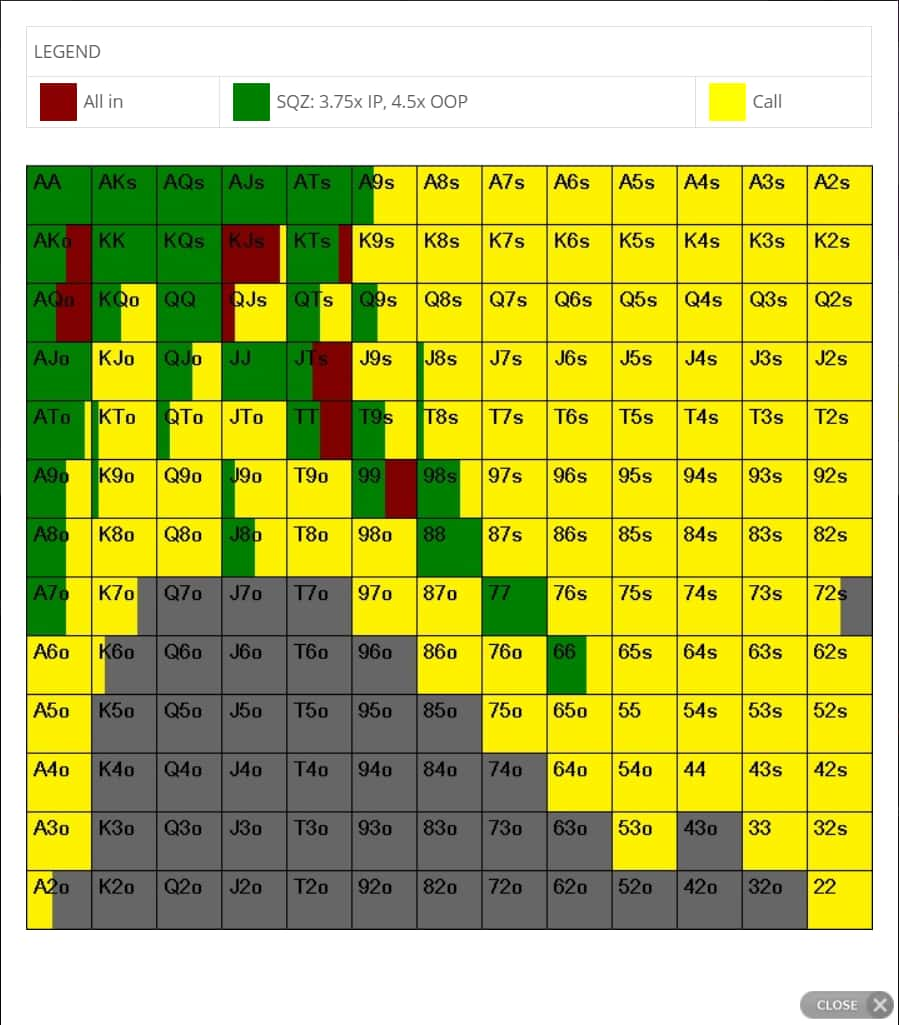 LEGEND
All in SQZ: 3.75x IP, 4.5x OOP Call
AA AKs AQs AJs ATs A9s A8s A7s A6s A5s A4s A3s A2s
AKo KK KQs KJs KTs K9s K8s K7s K6s K5s K4s K3s K2s
AQo KQo QQ QJs QTs Q9s Q8s Q7s Q6s Q5s Q4s Q3s Q2s
AJo KJo QJo JJ JTs J9s J8s J7s J6s J5s J4s J3s J2s
ATo KTo QTo JTo TT T9s T8s T7s T6s T5s T4s T3s T2s
A9o K9o Q9o J9o T9o 99 98s 97s 96s 95s 94s 93s 92s
A8o K8o Q8o J8o T8o 98o 88 87s 86s 85s 84s 83s 82s
A7o K7o Q7o J7o T7o 97o 87o 77 76s 75s 74s 73s 72s
A6o K6o Q6o J6o T6o 96o 86o 76o 66 65s 64s 63s 62s
A5o K5o Q5o J5o T5o 95o 85o 75o 65o 55 54s 53s 52s
A4o K4o Q4o J4o T4o 94o 84o 74o 64o 54o 44 43s 42s
A3o K3o Q3o J3o T3o 93o 83o 73o 63o 53o 43o 33 32s
A2o K2o Q2o J2o T2o 92o 82o 72o 62o 52o 42o 32o 22
CLOSE